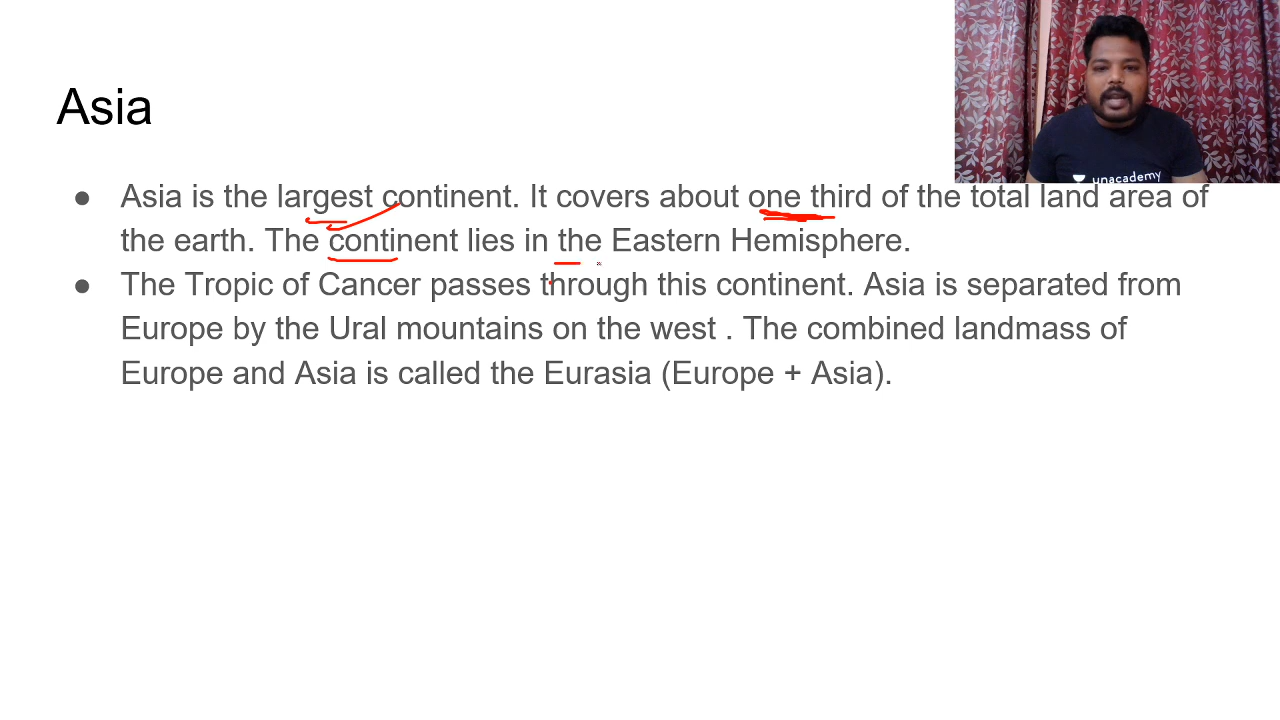 Asia
unacademy
● Asia is the largest continent. It covers about one third of the total land area of
the earth. The continent lies in the Eastern Hemisphere.
● The Tropic of Cancer passes through this continent. Asia is separated from
Europe by the Ural mountains on the west . The combined landmass of
Europe and Asia is called the Eurasia (Europe + Asia).